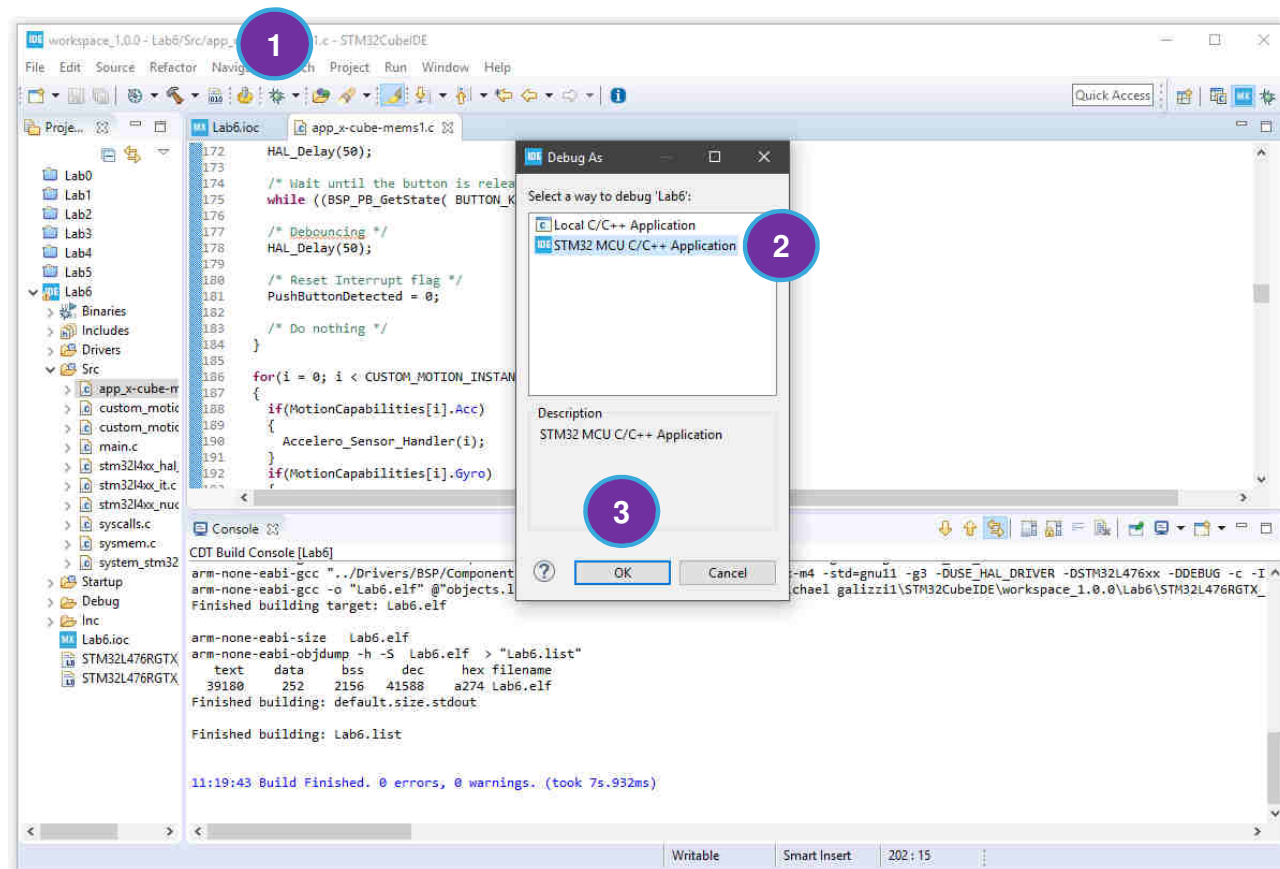 workspace_1.0.0 - Lab6/Src/app_ 1.c - STM32CubeIDE
1
File Edit Source Refactor Project Run Window Help
Quick Access
Proje...
Lab6.ioc
app_x-cube-mems1.c
Lab0
Lab1
Lab2
Lab3
Lab4
Lab5
Lab6
Binaries
Includes
Drivers
Src
app_x-cube-m
custom_motic
custom_motic
main.c
stm32l4xx_hal_
stm32l4xx_it.c
stm32l4xx_nuc
syscalls.c
sysmem.c
system_stm32
Startup
Debug
Inc
Lab6.ioc
STM32L476RGTX_
STM32L476RGTX_
172 HAL_Delay(50);
173
174 /* Wait until the button is relea
175 while ((BSP_PB_GetState( BUTTON_K
176
177 /* Debouncing */
178 HAL_Delay(50);
179
180 /* Reset Interrupt flag */
181 PushButtonDetected = 0;
182
183 /* Do nothing */
184 }
185
186 for(i = 0; i < CUSTOM_MOTION_INSTAN
187 {
188 if(MotionCapabilities[i].Acc)
189 {
190 Accelero_Sensor_Handler(i);
191 }
192 if(MotionCapabilities[i].Gyro)
Debug As
Select a way to debug 'Lab6':
Local C/C++ Application
STM32 MCU C/C++ Application
2
Description
STM32 MCU C/C++ Application
3
OK
Cancel
Console
CDT Build Console [Lab6]
arm-none-eabi-gcc "../Drivers/BSP/Component -m4 -std=gnu11 -g3 -DUSE_HAL_DRIVER -DSTM32L476xx -DDEBUG -c -I
arm-none-eabi-gcc -o "Lab6.elf" @"objects.l chael galizzi1\STM32CubeIDE\workspace_1.0.0\Lab6\STM32L476RGTX_
Finished building target: Lab6.elf
arm-none-eabi-size Lab6.elf
arm-none-eabi-objdump -h -S Lab6.elf > "Lab6.list"
text data bss dec hex filename
39180 252 2156 41588 a274 Lab6.elf
Finished building: default.size.stdout
Finished building: Lab6.list
11:19:43 Build Finished. 0 errors, 0 warnings. (took 7s.932ms)
Writable
Smart Insert
202 : 15